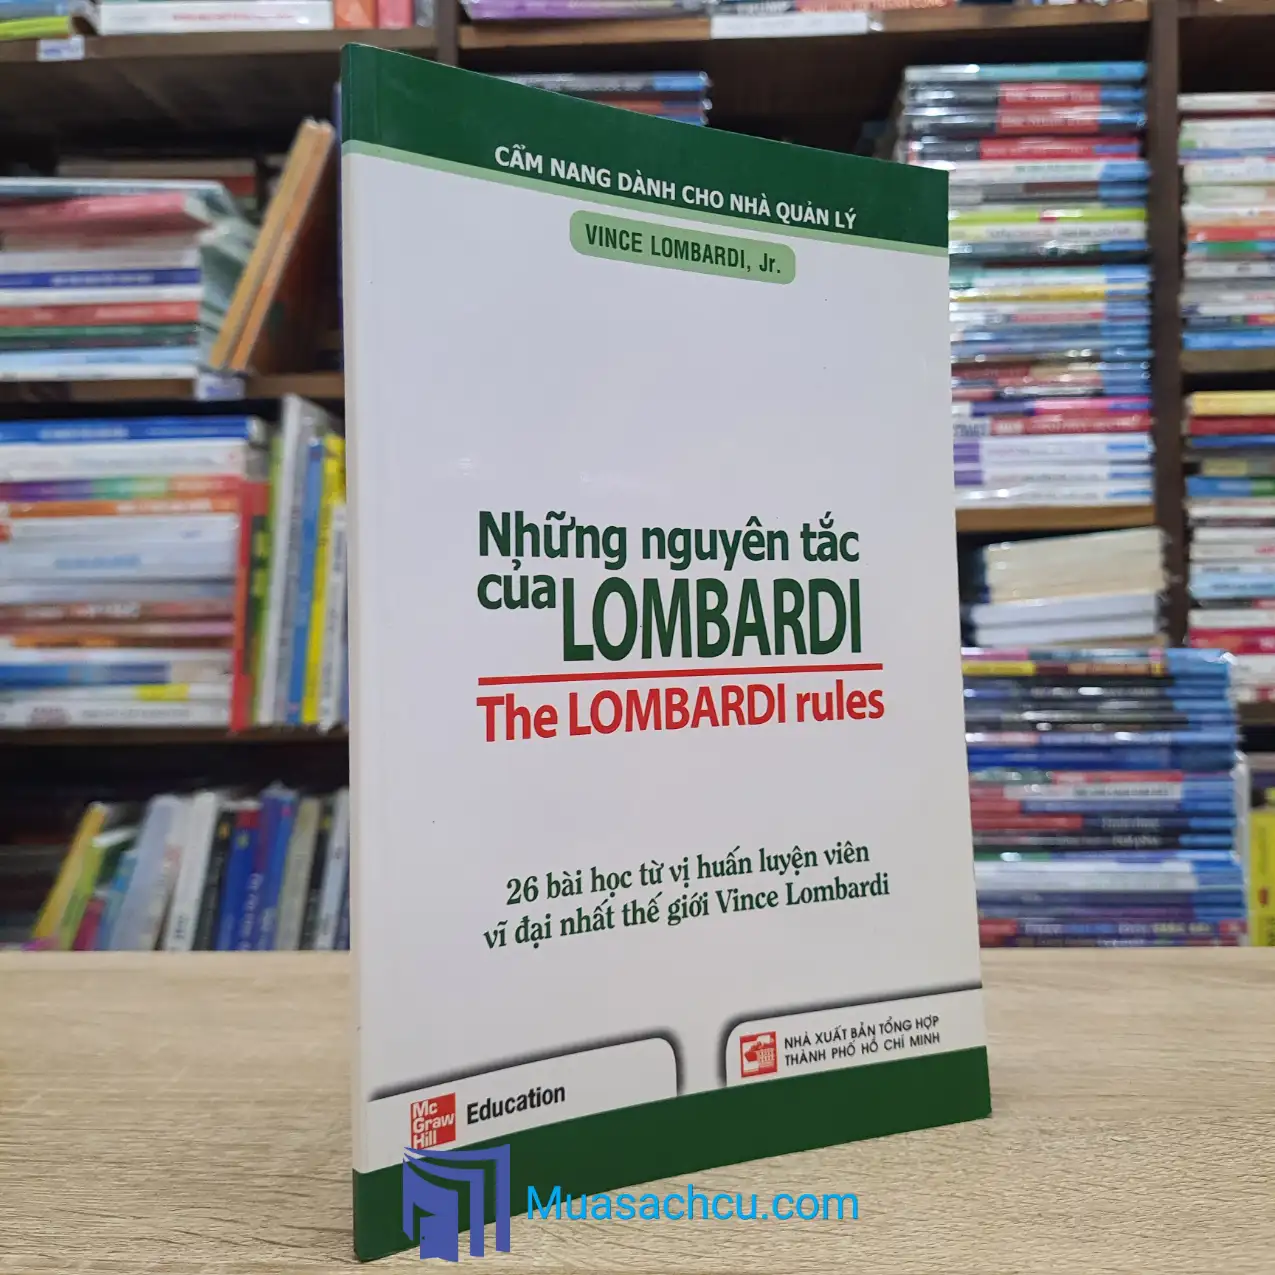 CẨM NANG DÀNH CHO NHÀ QUẢN LÝ
VINCE LOMBARDI, Jr.
Những nguyên tắc
của LOMBARDI
The LOMBARDI rules
26 bài học từ vị huấn luyện viên
vĩ đại nhất thế giới Vince Lombardi
NHÀ XUẤT BẢN TỔNG HỢP
THÀNH PHỐ HỒ CHÍ MINH
Mc
Graw
Hill
Education
Muasachcu.com